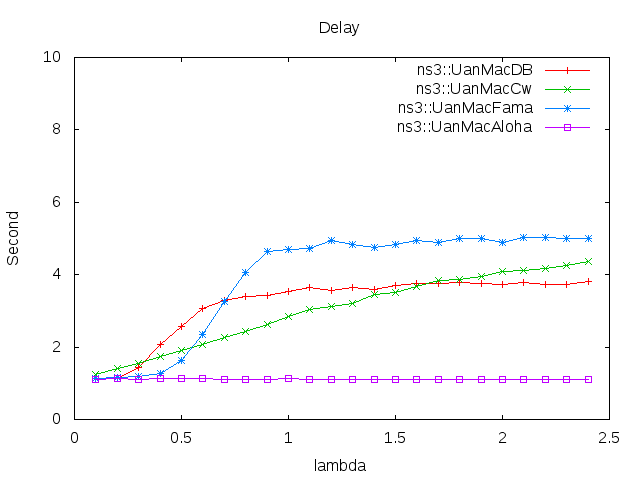 Delay
10
8
6
4
2
0
Second
ns3::UanMacDB
ns3::UanMacCw
ns3::UanMacFama
ns3::UanMacAloha
0 0.5 1 1.5 2 2.5
lambda